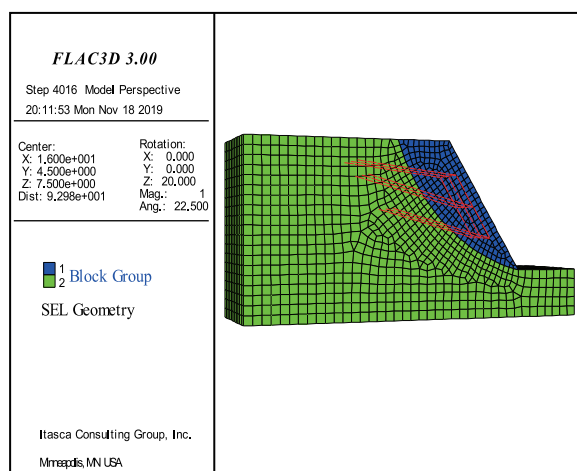 FLAC3D 3.00
Step 4016 Model Perspective
20:11:53 Mon Nov 18 2019
Center:
X: 1.600e+001
Y: 4.500e+000
Z: 7.500e+000
Dist: 9.298e+001
Rotation:
X: 0.000
Y: 0.000
Z: 20.000
Mag.: 1
Ang.: 22.500
1
2 Block Group
SEL Geometry
Itasca Consulting Group, Inc.
Minneapolis, MN USA